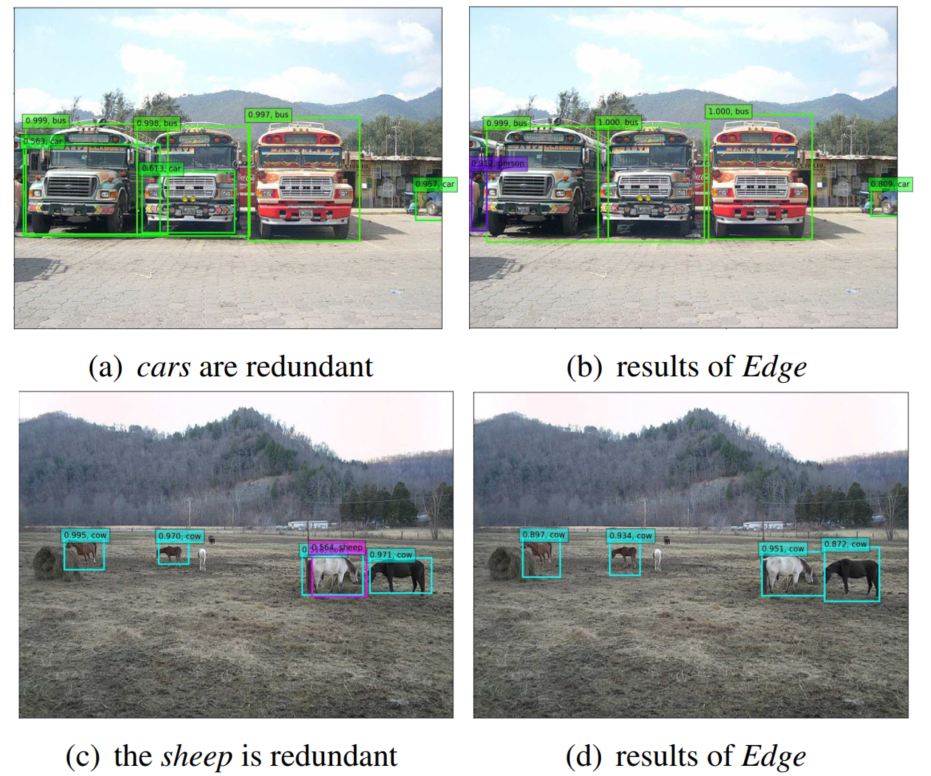 0.999, bus
0.998, bus
0.997, bus
0.563, car
0.613, car
0.957, car
0.999, bus
1.000, bus
1.000, bus
0.912, person
0.809, car
(a) cars are redundant
(b) results of Edge
0.995, cow
0.970, cow
0.564, sheep
0.971, cow
0.897, cow
0.934, cow
0.951, cow
0.872, cow
(c) the sheep is redundant
(d) results of Edge